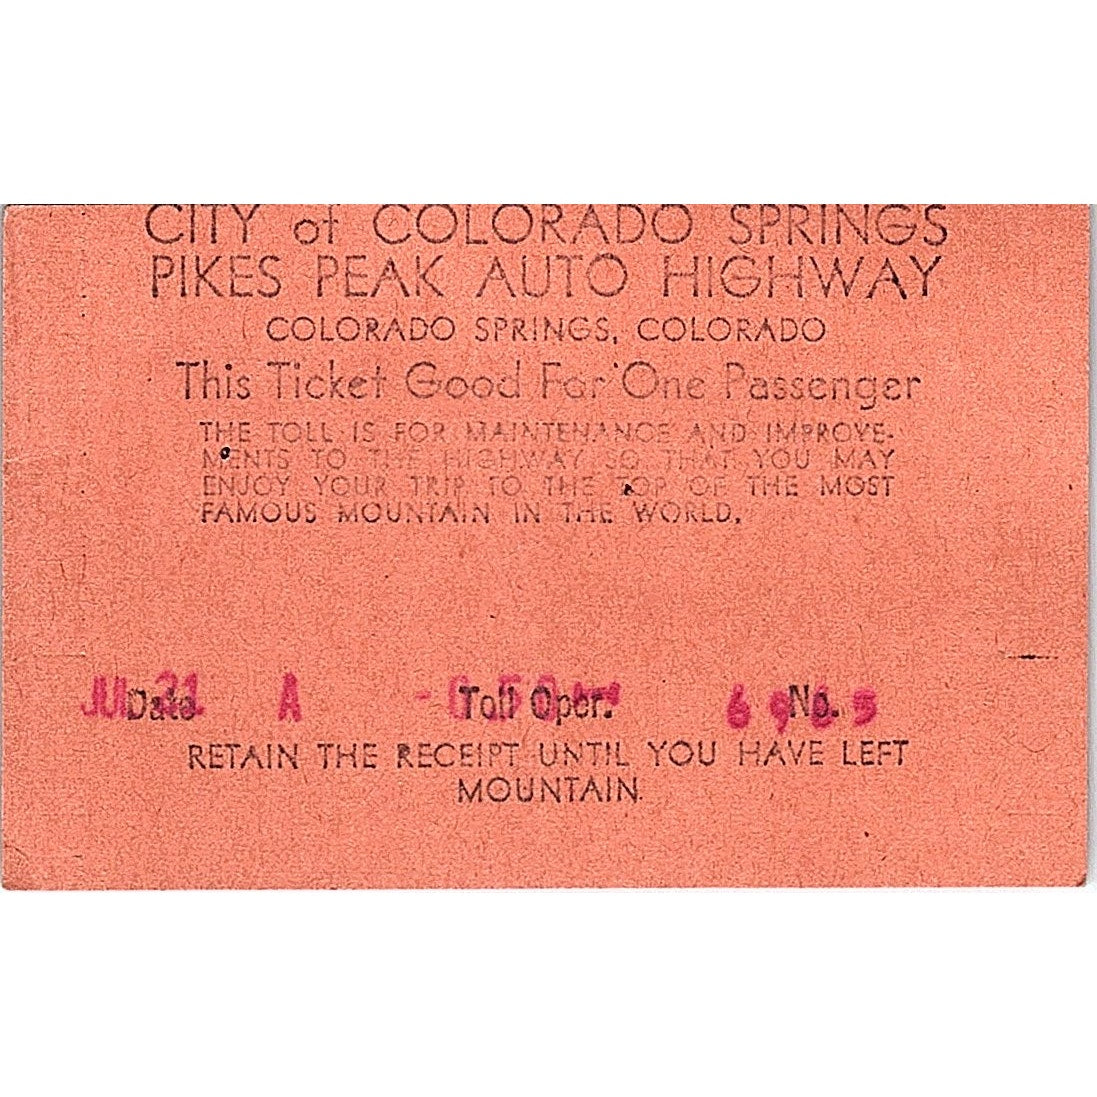 CITY of COLORADO SPRINGS
PIKES PEAK AUTO HIGHWAY
COLORADO SPRINGS, COLORADO
This Ticket Good For One Passenger
THE TOLL IS FOR MAINTENANCE AND IMPROVE-
MENTS TO THE HIGHWAY SO THAT YOU MAY
ENJOY YOUR TRIP TO THE TOP OF THE MOST
FAMOUS MOUNTAIN IN THE WORLD.
JUL 21 Date A Toll Oper. No.
RETAIN THE RECEIPT UNTIL YOU HAVE LEFT
MOUNTAIN.